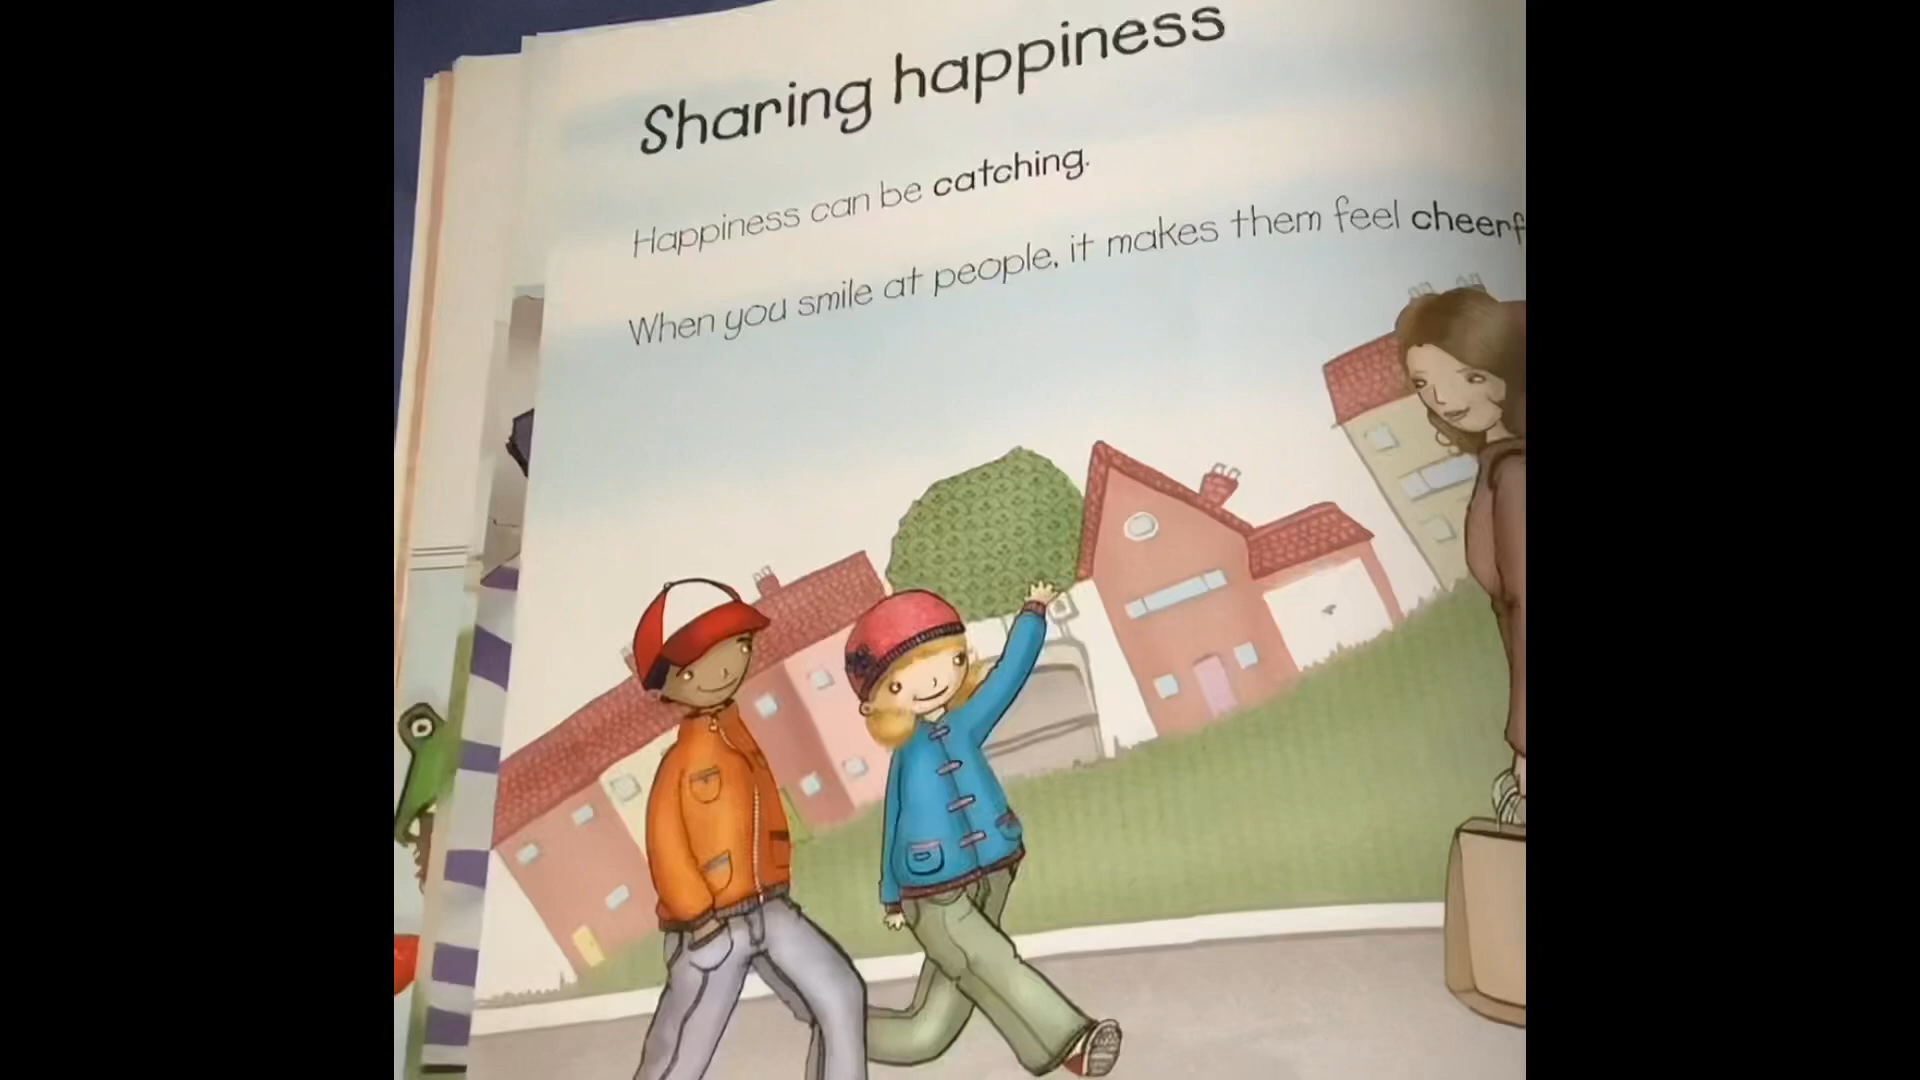 Sharing happiness
Happiness can be catching.
When you smile at people, it makes them feel